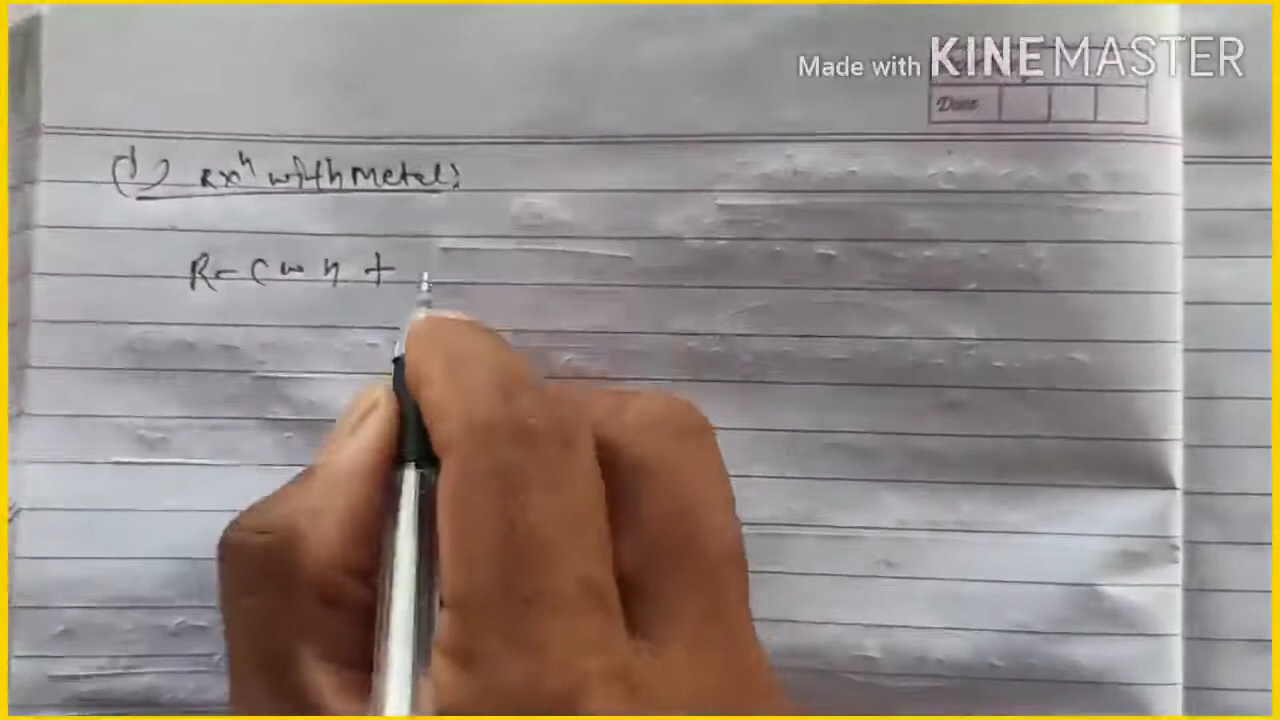 Made with KINEMASTER
Date
(d) Rxⁿ with Metal:
R-COOH +